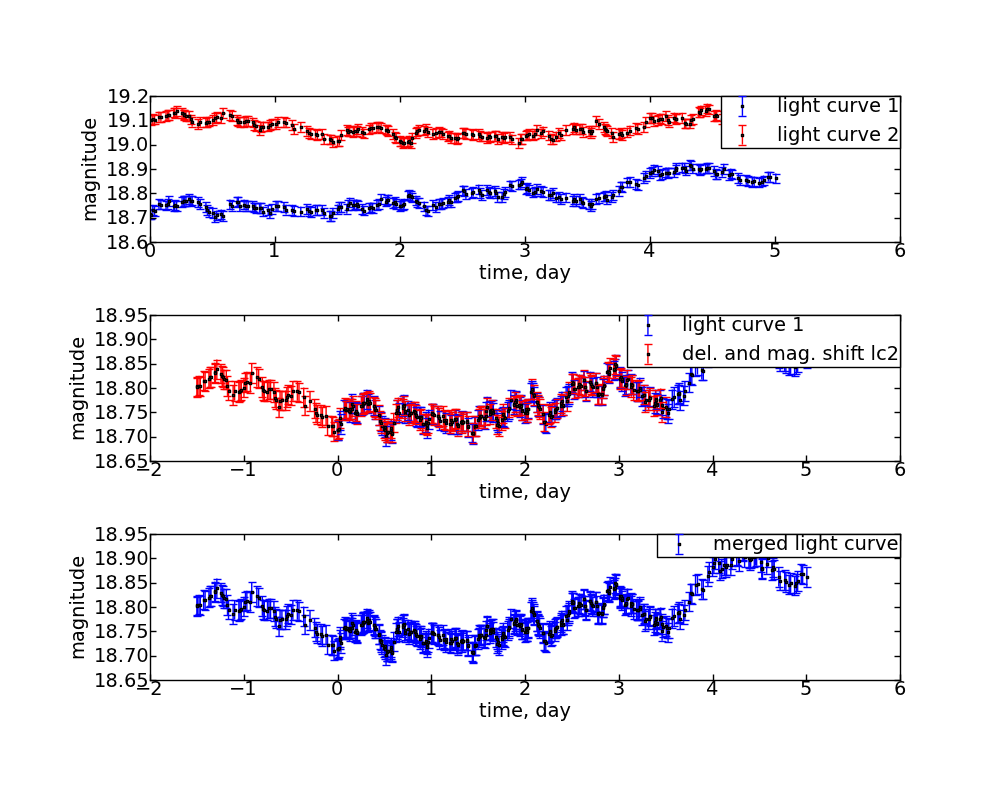 19.2
19.1
19.0
18.9
18.8
18.7
18.6
magnitude
light curve 1
light curve 2
0 1 2 3 4 5 6
time, day
18.95
18.90
18.85
18.80
18.75
18.70
18.65
magnitude
light curve 1
del. and mag. shift lc2
−2 −1 0 1 2 3 4 5 6
time, day
18.95
18.90
18.85
18.80
18.75
18.70
18.65
magnitude
merged light curve
−2 −1 0 1 2 3 4 5 6
time, day